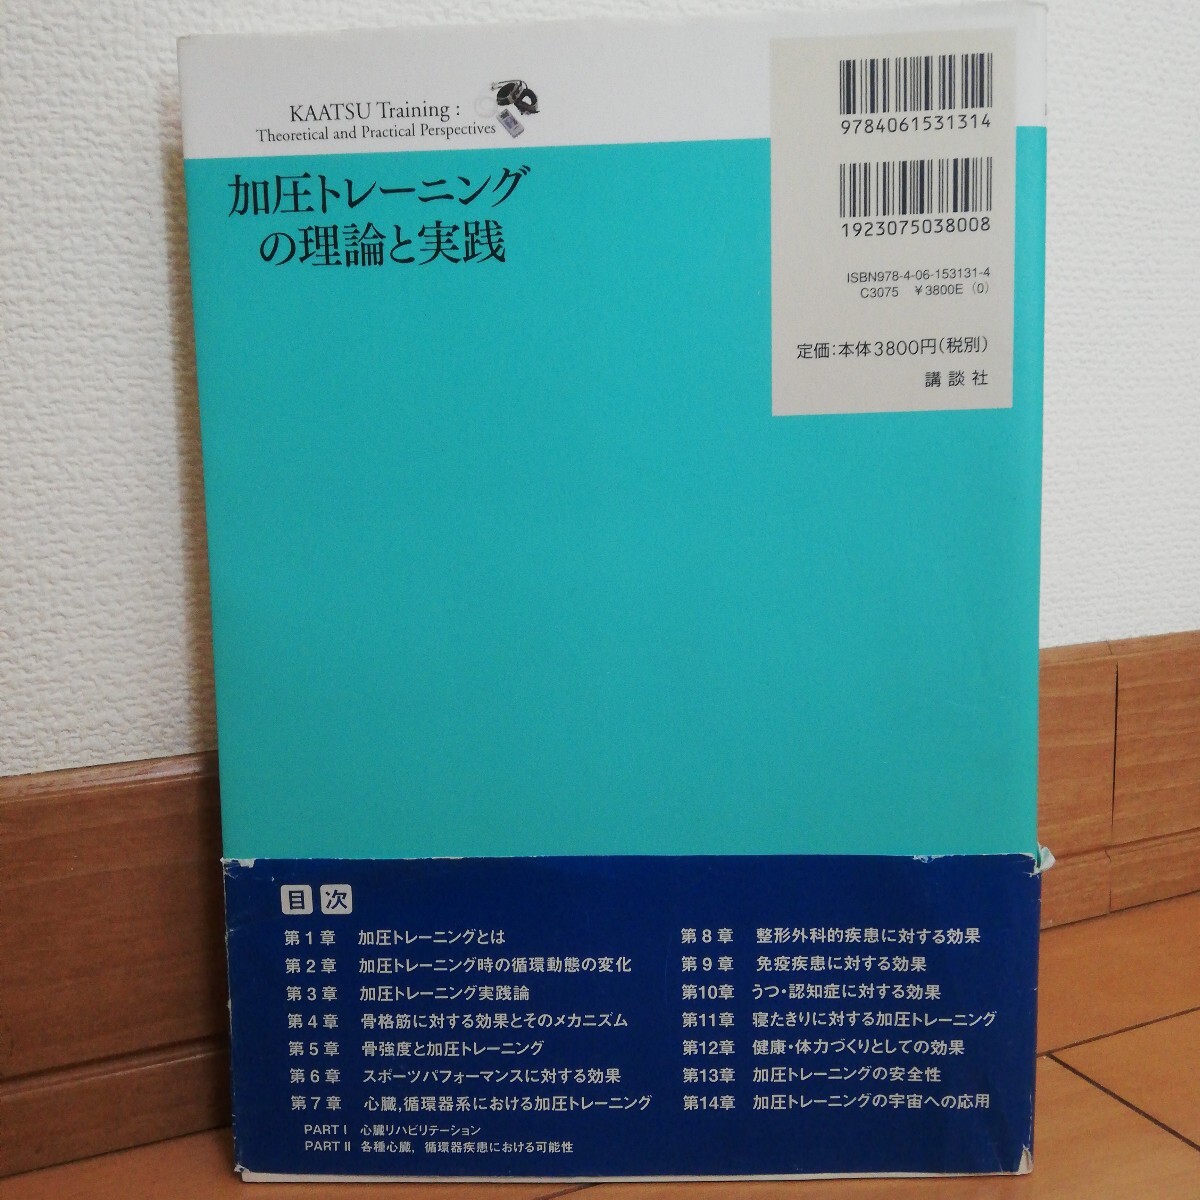 KAATSU Training :
Theoretical and Practical Perspectives
加圧トレーニング
の理論と実践
9784061531314
1923075038008
ISBN978-4-06-153131-4
C3075 ¥3800E (0)
定価:本体3800円(税別)
講談社
目次
第1章 加圧トレーニングとは
第2章 加圧トレーニング時の循環動態の変化
第3章 加圧トレーニング実践論
第4章 骨格筋に対する効果とそのメカニズム
第5章 骨強度と加圧トレーニング
第6章 スポーツパフォーマンスに対する効果
第7章 心臓,循環器系における加圧トレーニング
PART I 心臓リハビリテーション
PART II 各種心臓,循環器疾患における可能性
第8章 整形外科的疾患に対する効果
第9章 免疫疾患に対する効果
第10章 うつ・認知症に対する効果
第11章 寝たきりに対する加圧トレーニング
第12章 健康・体力づくりとしての効果
第13章 加圧トレーニングの安全性
第14章 加圧トレーニングの宇宙への応用